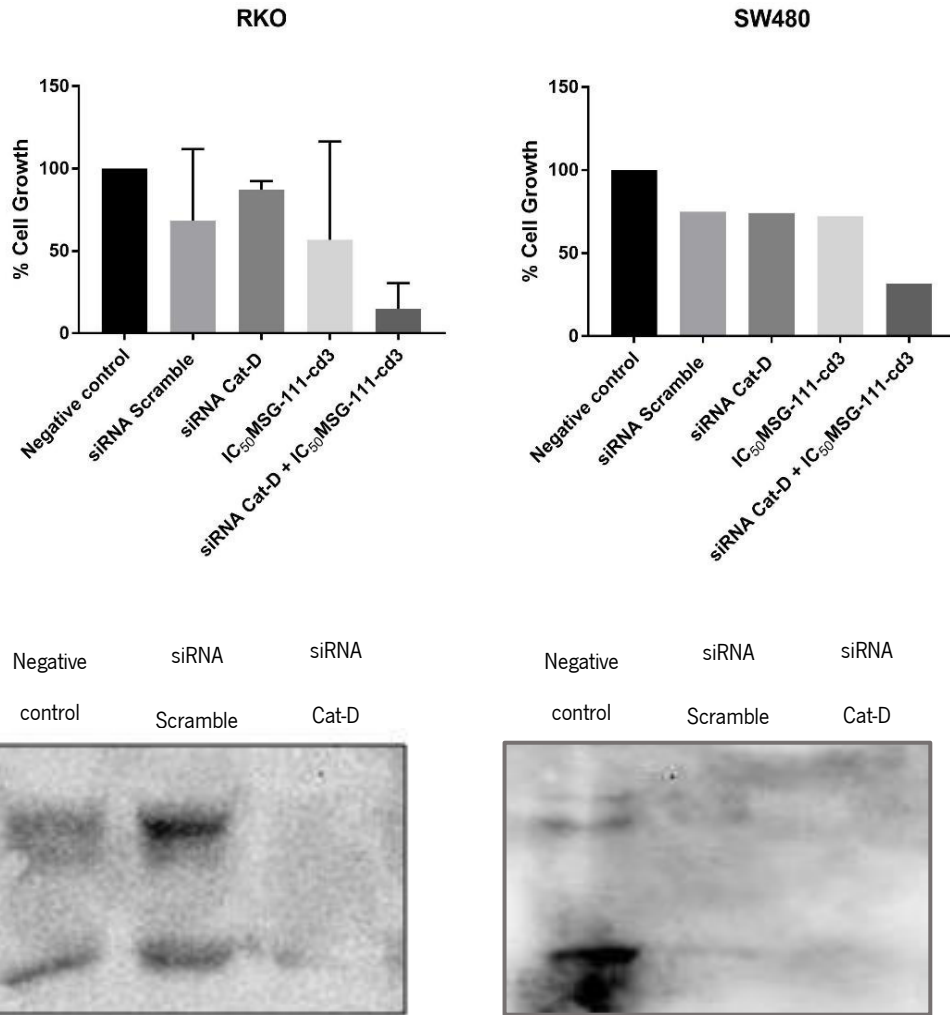 RKO
SW480
150
100
50
0
% Cell Growth
Negative control
siRNA Scramble
siRNA Cat-D
IC₅₀MSG-111-cd3
siRNA Cat-D + IC₅₀MSG-111-cd3
150
100
50
0
% Cell Growth
Negative control
siRNA Scramble
siRNA Cat-D
IC₅₀MSG-111-cd3
siRNA Cat-D + IC₅₀MSG-111-cd3
Negative siRNA siRNA
control Scramble Cat-D
Negative siRNA siRNA
control Scramble Cat-D